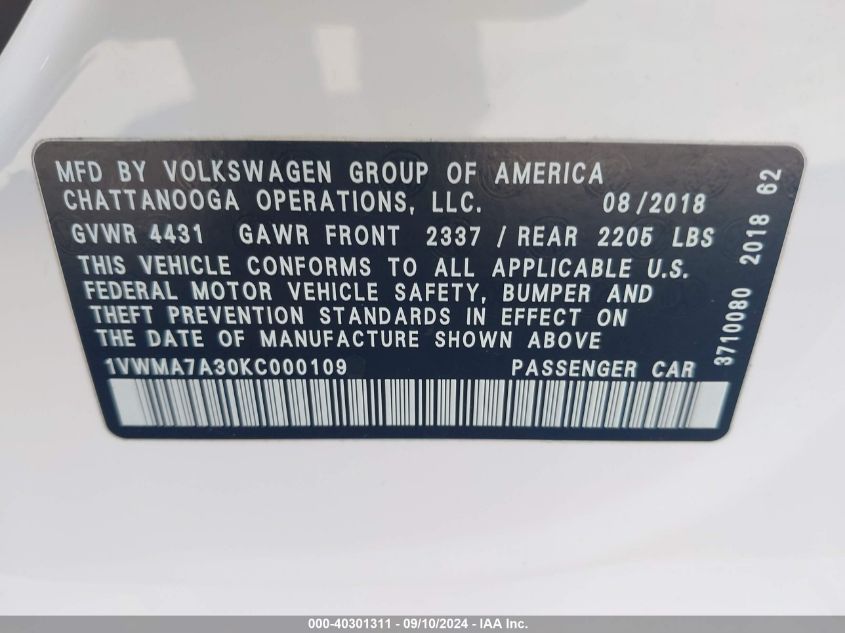 MFD BY VOLKSWAGEN GROUP OF AMERICA
CHATTANOOGA OPERATIONS, LLC. 08/2018
GVWR 4431 GAWR FRONT 2337 / REAR 2205 LBS
THIS VEHICLE CONFORMS TO ALL APPLICABLE U.S.
FEDERAL MOTOR VEHICLE SAFETY, BUMPER AND
THEFT PREVENTION STANDARDS IN EFFECT ON
THE DATE OF MANUFACTURE SHOWN ABOVE
1VWMA7A30KC000109 PASSENGER CAR
3710080 2018 62
000-40301311 - 09/10/2024 - IAA Inc.